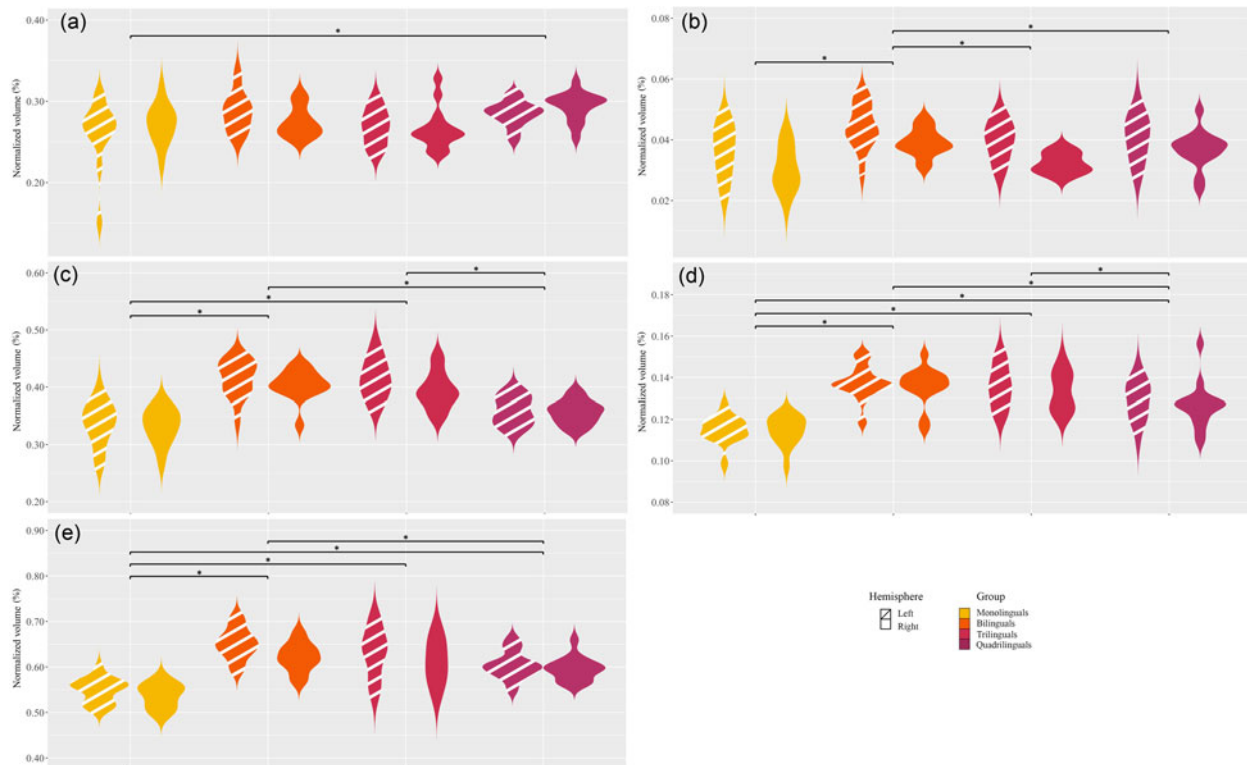 (a)
Normalized volume (%)
0.40
0.30
0.20
*
(b)
Normalized volume (%)
0.08
0.06
0.04
0.02
*
*
*
(c)
Normalized volume (%)
0.60
0.50
0.40
0.30
0.20
*
*
*
*
(d)
Normalized volume (%)
0.18
0.16
0.14
0.12
0.10
0.08
*
*
*
*
*
(e)
Normalized volume (%)
0.90
0.80
0.70
0.60
0.50
0.40
*
*
*
*
Hemisphere
Left
Right
Group
Monolinguals
Bilinguals
Trilinguals
Quadrilinguals